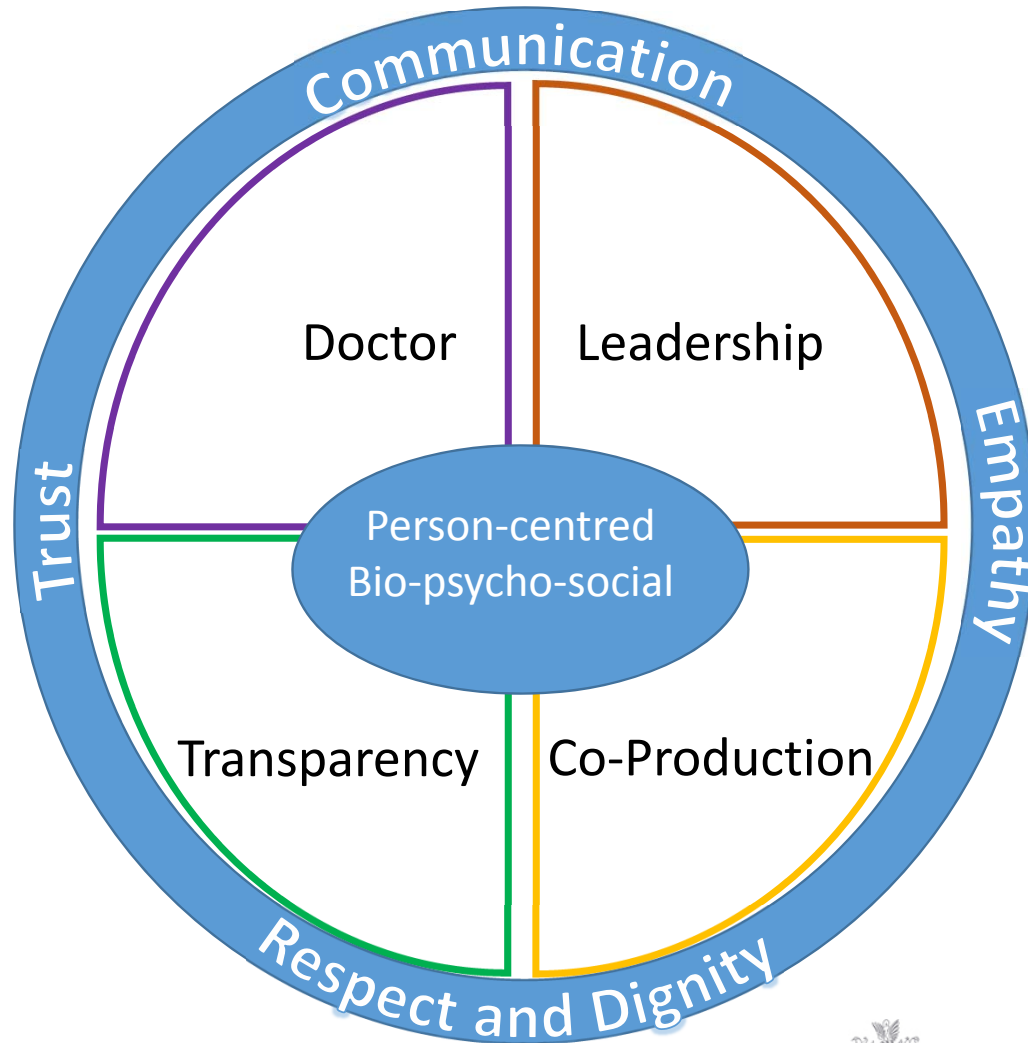 Communication
Doctor
Leadership
Trust
Empathy
Person-centred
Bio-psycho-social
Transparency
Co-Production
Respect and Dignity